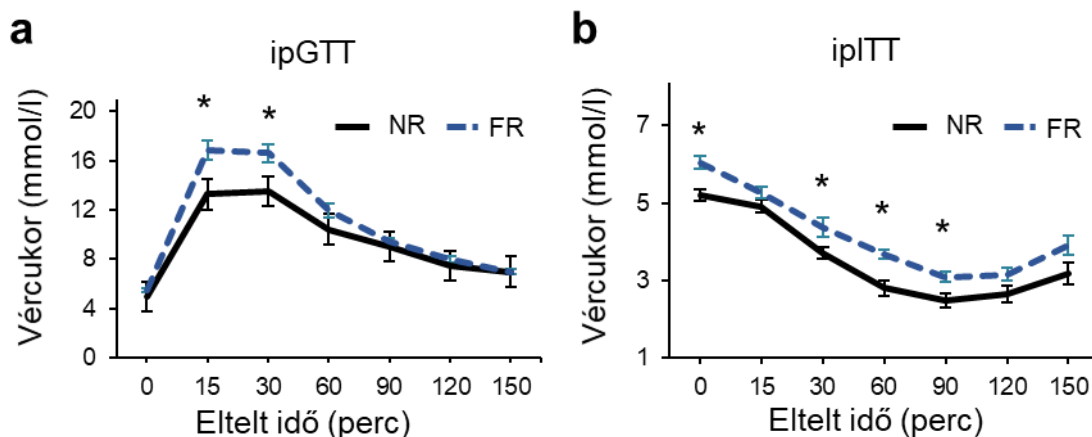 a
ipGTT
Vércukor (mmol/l)
20
16
12
8
4
0
* *
NR FR
0 15 30 60 90 120 150
Eltelt idő (perc)
b
ipITT
Vércukor (mmol/l)
7
5
3
1
* * * *
NR FR
0 15 30 60 90 120 150
Eltelt idő (perc)